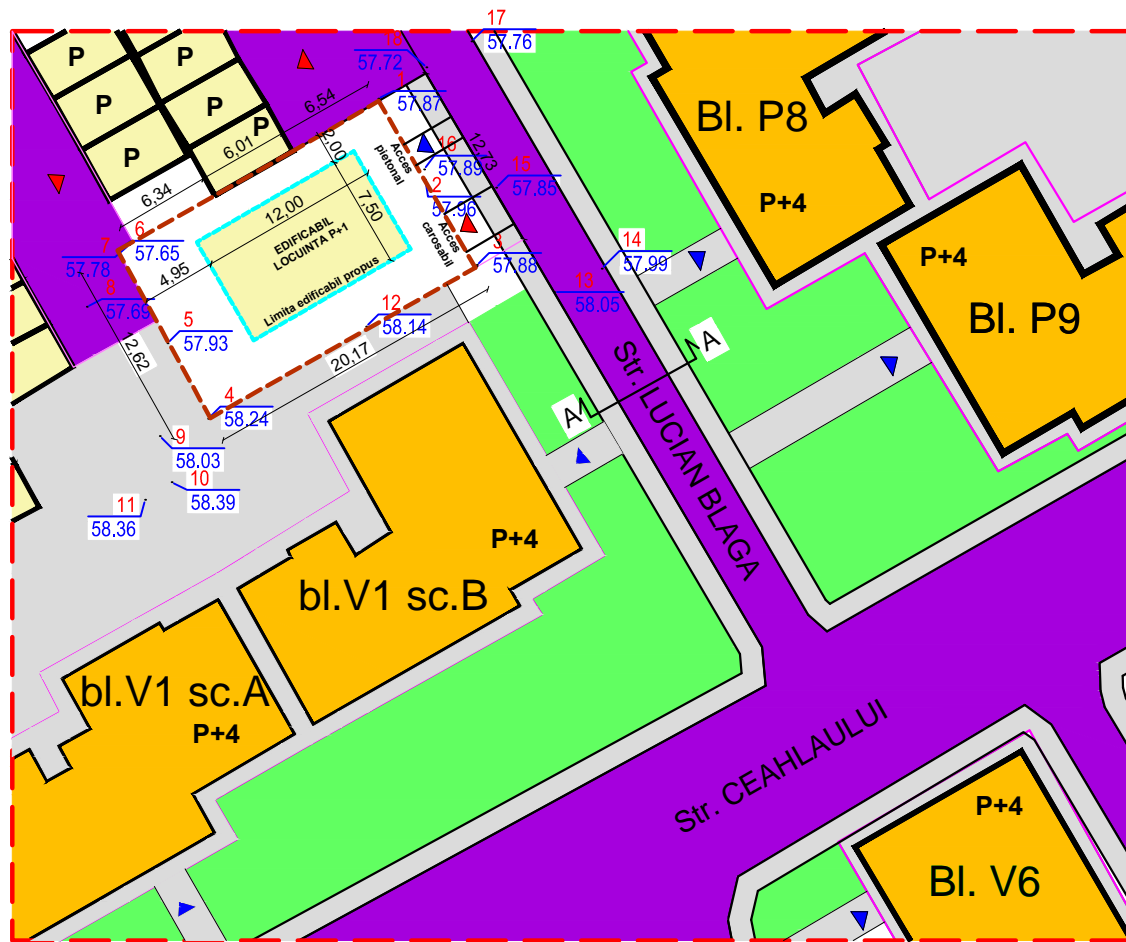 17
57.76
18
57.72
1
57.87
P
P
P
P
P
P
6,54
6,01
6,34
2,00
12,73
Acces
pietonal
16
57.89
15
57.85
2
57.96
Acces
carosabil
3
57.88
14
57.99
13
58.05
7,50
12,00
EDIFICABIL
LOCUINTA P+1
Limita edificabil propus
4,95
6
57.65
7
57.78
8
57.69
5
57.93
12
58.14
12,62
20,17
4
58.24
9
58.03
10
58.39
11
58.36
A
A
Bl. P8
P+4
P+4
Bl. P9
Str. LUCIAN BLAGA
P+4
bl.V1 sc.B
bl.V1 sc.A
P+4
Str. CEAHLAULUI
P+4
Bl. V6